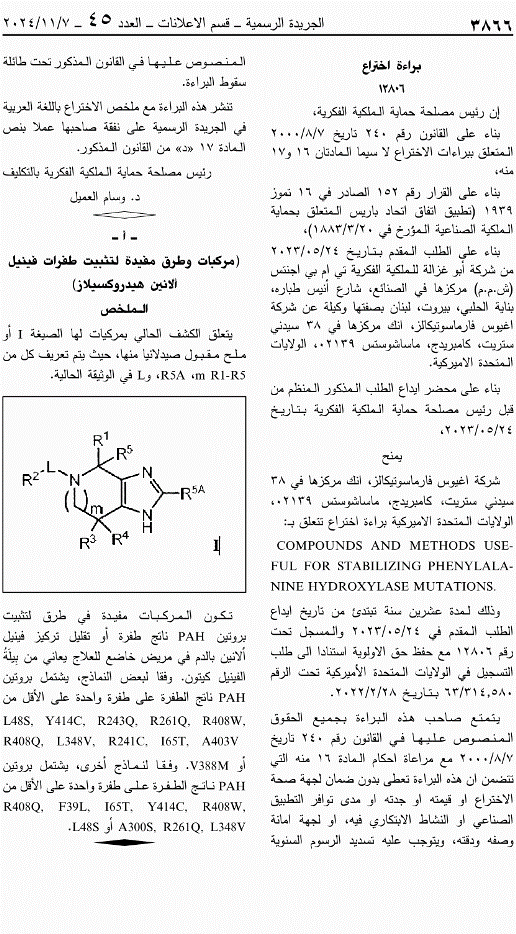 ٣٨٦٦
الجريدة الرسمية ــ قسم الاعلانات ــ العدد ٤٥ ــ ٢٠٢٤/١١/٧
براءة اختراع
١٢٨٠٦
إن رئيس مصلحة حماية الملكية الفكرية،
بناء على القانون رقم ٢٤٠ تاريخ ٢٠٠٠/٨/٧
المتعلق ببراءات الاختراع لا سيما المادتان ١٦ و١٧
منه،
بناء على القرار رقم ١٥٢ الصادر في ١٦ تموز
١٩٣٩ (تطبيق اتفاق اتحاد باريس المتعلق بحماية
الملكية الصناعية المؤرخ في ١٨٨٣/٣/٢٠)،
بناء على الطلب المقدم بتاريخ ٢٠٢٣/٠٥/٢٤
من شركة أبو غزالة للملكية الفكرية تي ام بي اجنتس
(ش.م.م) مركزها في الصنائع، شارع أنيس طباره،
بناية الحلبي، بيروت، لبنان بصفتها وكيلة عن شركة
اغيوس فارماسوتيكالز، انك مركزها في ٣٨ سيدني
ستريت، كامبريدج، ماساشوستس ٠٢١٣٩، الولايات
المتحدة الاميركية.
بناء على محضر ايداع الطلب المذكور المنظم من
قبل رئيس مصلحة حماية الملكية الفكرية بتاريخ
٢٠٢٣/٠٥/٢٤،
يمنح
شركة اغيوس فارماسوتيكالز، انك مركزها في ٣٨
سيدني ستريت، كامبريدج، ماساشوستس ٠٢١٣٩،
الولايات المتحدة الاميركية براءة اختراع تتعلق بـ:
COMPOUNDS AND METHODS USE-
FUL FOR STABILIZING PHENYLALA-
NINE HYDROXYLASE MUTATIONS.
وذلك لمدة عشرين سنة تبتدئ من تاريخ ايداع
الطلب المقدم في ٢٠٢٣/٠٥/٢٤ والمسجل تحت
رقم ١٢٨٠٦ مع حفظ حق الاولوية استنادا الى طلب
التسجيل في الولايات المتحدة الأميركية تحت الرقم
٦٣/٣١٤,٥٨٠ بتاريخ ٢٠٢٢/٢/٢٨.
يتمتع صاحب هذه البراءة بجميع الحقوق
المنصوص عليها في القانون رقم ٢٤٠ تاريخ
٢٠٠٠/٨/٧ مع مراعاة احكام المادة ١٦ منه التي
تتضمن ان هذه البراءة تعطى بدون ضمان لجهة صحة
الاختراع او قيمته او جدته او مدى توافر التطبيق
الصناعي او النشاط الابتكاري فيه، او لجهة امانة
وصفه ودقته، ويتوجب عليه تسديد الرسوم السنوية
المنصوص عليها في القانون المذكور تحت طائلة
سقوط البراءة.
تنشر هذه البراءة مع ملخص الاختراع باللغة العربية
في الجريدة الرسمية على نفقة صاحبها عملا بنص
المادة ١٧ «د» من القانون المذكور.
رئيس مصلحة حماية الملكية الفكرية بالتكليف
د. وسام العميل
ــ أ ــ
(مركبات وطرق مفيدة لتثبيت طفرات فينيل
ألانين هيدروكسيلاز)
الملخص
يتعلق الكشف الحالي بمركبات لها الصيغة I أو
ملح مقبول صيدلانيا منها، حيث يتم تعريف كل من
R5A ،m R1-R5، وL في الوثيقة الحالية.
R1
R5
R2
L
N
N
R5A
m
N
H
R3
R4
I
تكون المركبات مفيدة في طرق لتثبيت
بروتين PAH ناتج طفرة أو تقليل تركيز فينيل
ألانين بالدم في مريض خاضع للعلاج يعاني من بيلَةُ
الفينيل كيتون. وفقا لبعض النماذج، يشتمل بروتين
PAH ناتج الطفرة على طفرة واحدة على الأقل من
L48S, Y414C, R243Q, R261Q, R408W,
R408Q, L348V, R241C, I65T, A403V
أو V388M. وفقا لنماذج أخرى، يشتمل بروتين
PAH ناتج الطفرة على طفرة واحدة على الأقل من
R408Q, F39L, I65T, Y414C, R408W,
A300S, R261Q, L348V أو L48S.